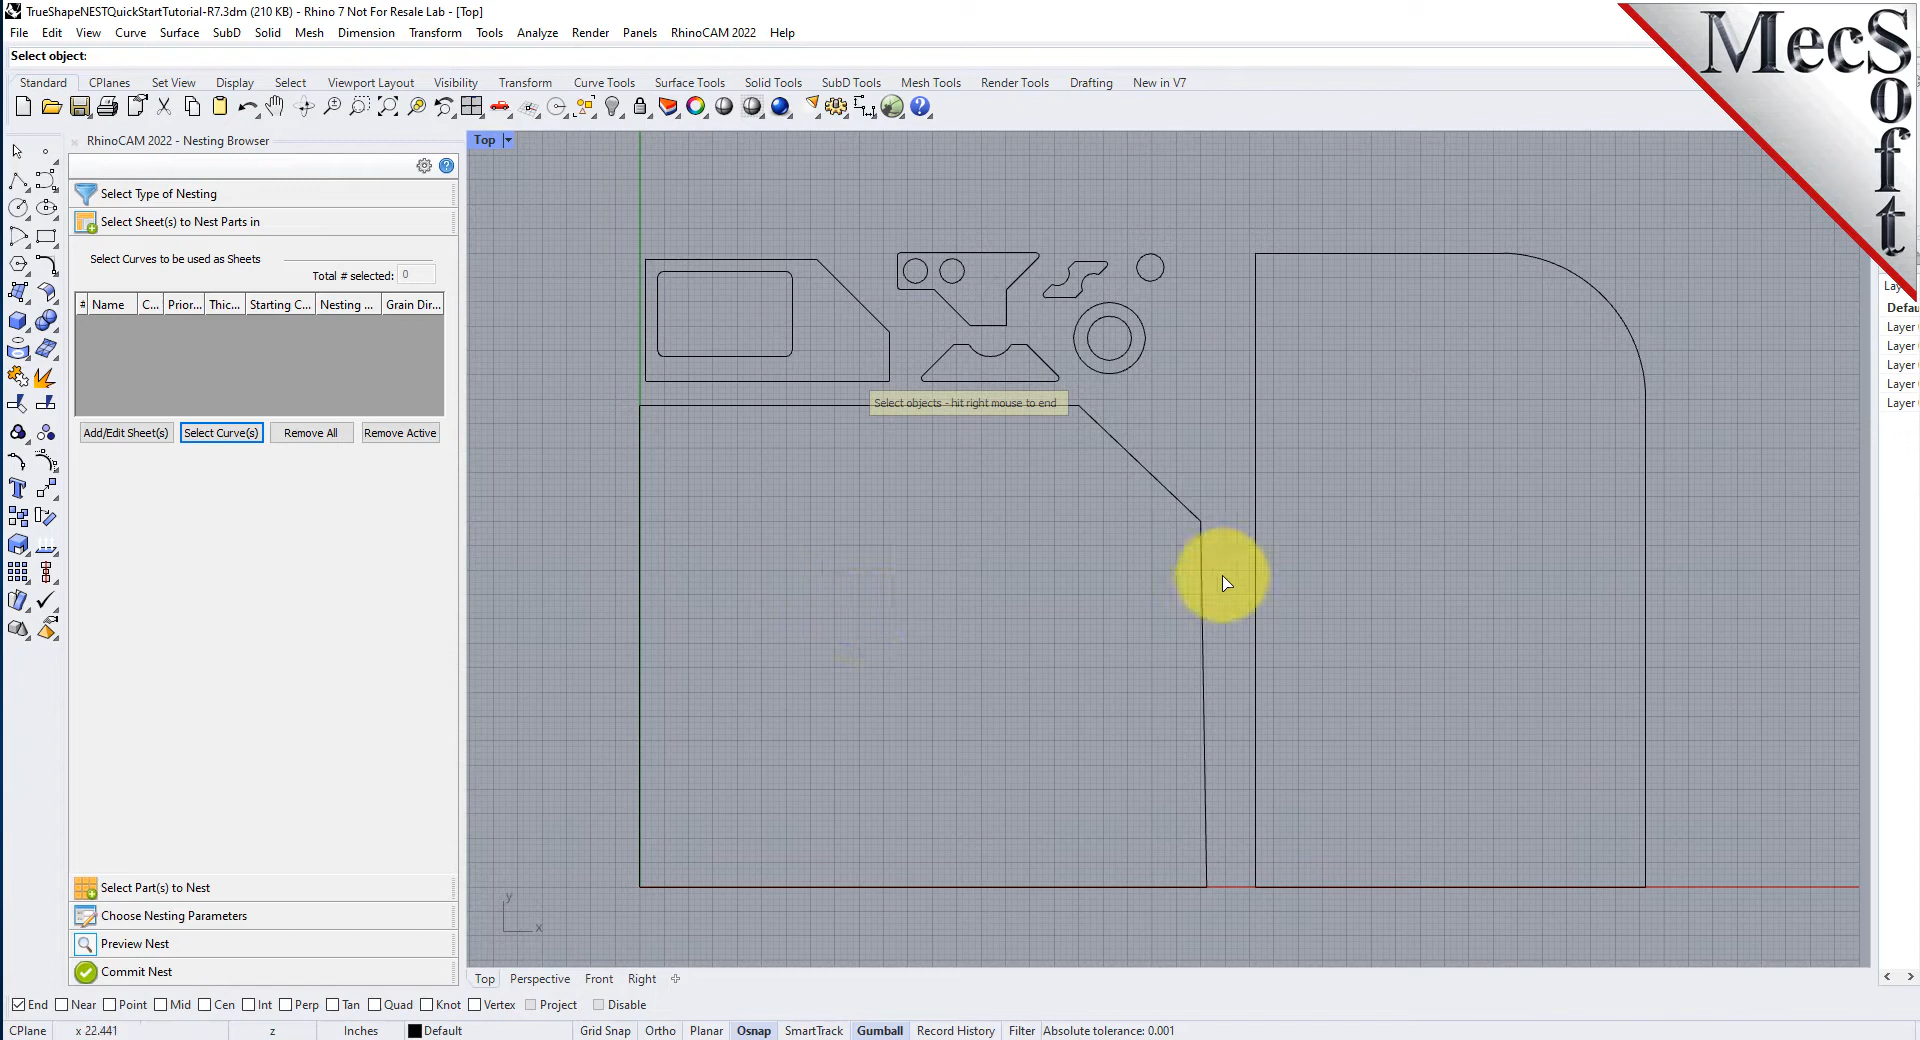 TrueShapeNESTQuickStartTutorial-R7.3dm (210 KB) - Rhino 7 Not For Resale Lab - [Top]
File Edit View Curve Surface SubD Solid Mesh Dimension Transform Tools Analyze Render Panels RhinoCAM 2022 Help
Select object:
Standard CPlanes Set View Display Select Viewport Layout Visibility Transform Curve Tools Surface Tools Solid Tools SubD Tools Mesh Tools Render Tools Drafting New in V7
MecSoft
RhinoCAM 2022 - Nesting Browser
Top
Select Type of Nesting
Select Sheet(s) to Nest Parts in
Select Curves to be used as Sheets
Total # selected: 0
# Name C... Prior... Thic... Starting C... Nesting ... Grain Dir...
Add/Edit Sheet(s) Select Curve(s) Remove All Remove Active
Select objects - hit right mouse to end
Lay
Defau
Layer
Layer
Layer
Layer
Layer
Select Part(s) to Nest
Choose Nesting Parameters
Preview Nest
Commit Nest
y
x
Top Perspective Front Right
End Near Point Mid Cen Int Perp Tan Quad Knot Vertex Project Disable
CPlane x 22.441 z Inches Default Grid Snap Ortho Planar Osnap SmartTrack Gumball Record History Filter Absolute tolerance: 0.001